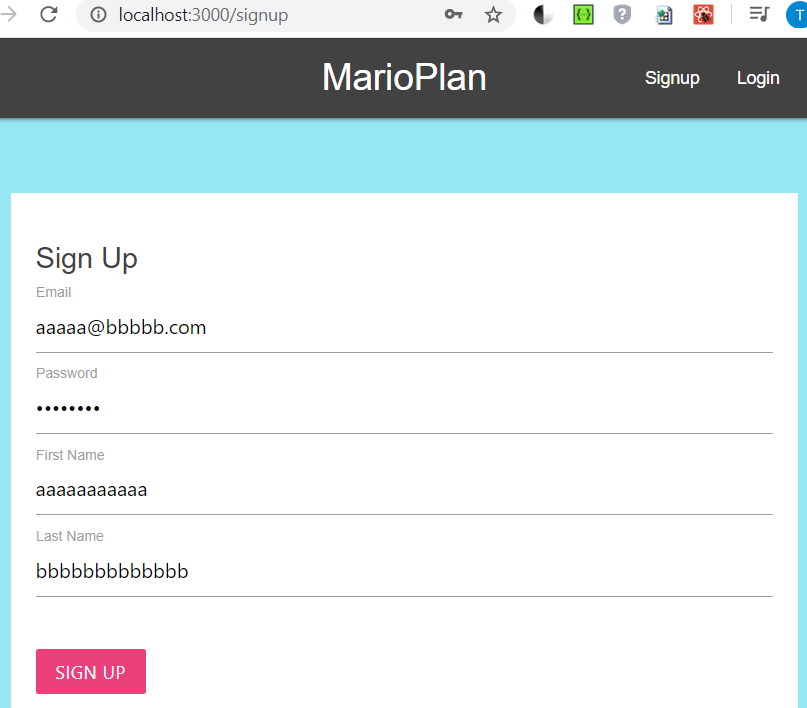 localhost:3000/signup
T
MarioPlan
Signup
Login
Sign Up
Email
aaaaa@bbbbb.com
Password
••••••••
First Name
aaaaaaaaaaa
Last Name
bbbbbbbbbbbbb
SIGN UP